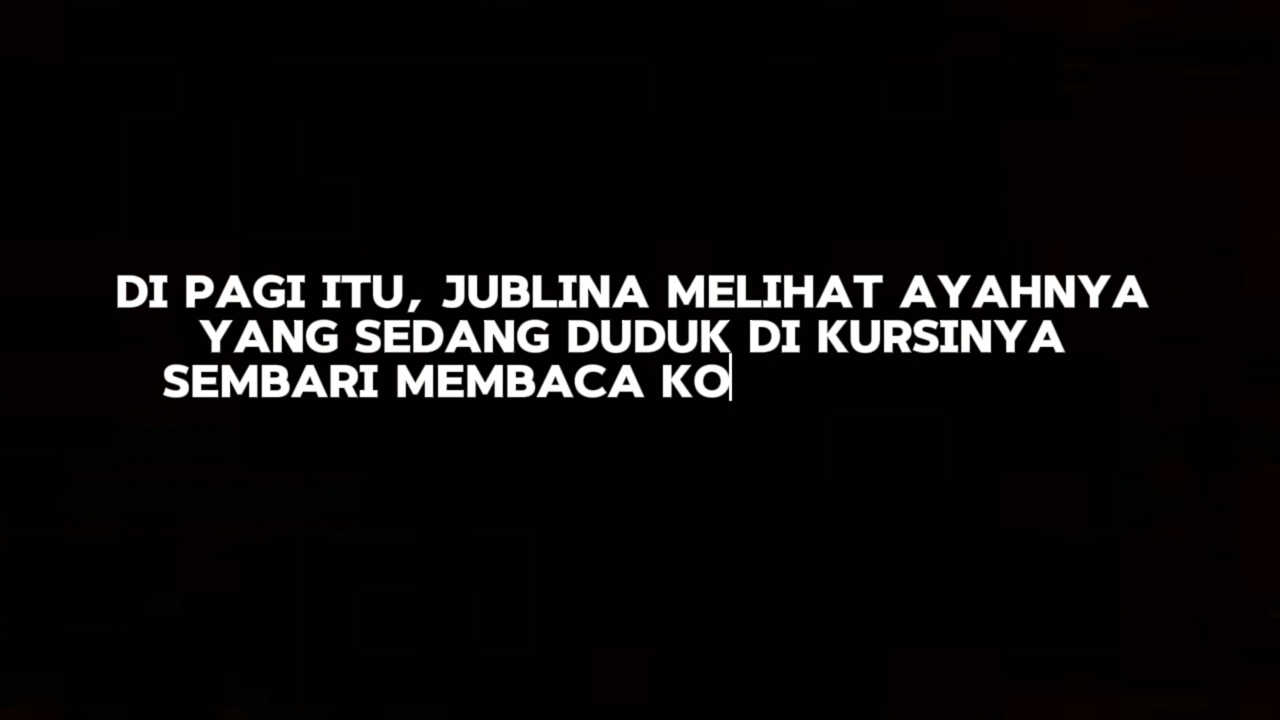 DI PAGI ITU, JUBLINA MELIHAT AYAHNYA
YANG SEDANG DUDUK DI KURSINYA
SEMBARI MEMBACA KO